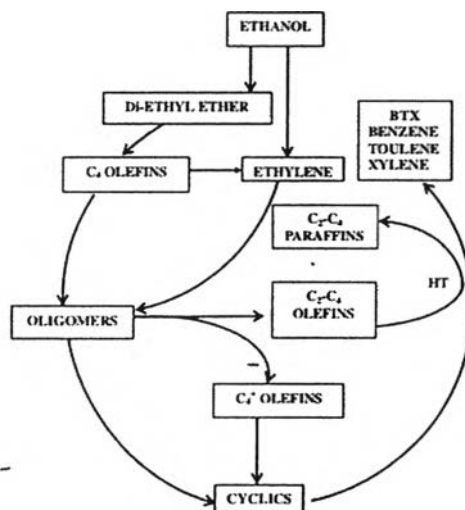 ETHANOL
DI-ETHYL ETHER
BTX
BENZENE
TOULENE
XYLENE
C₄ OLEFINS
ETHYLENE
C₂-C₄
PARAFFINS
HT
C₂-C₄
OLEFINS
OLIGOMERS
C₄⁺ OLEFINS
CYCLICS